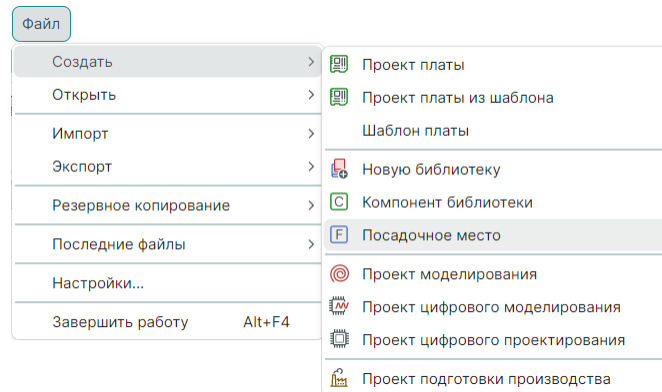 Файл
Создать
Открыть
Импорт
Экспорт
Резервное копирование
Последние файлы
Настройки...
Завершить работу Alt+F4
Проект платы
Проект платы из шаблона
Шаблон платы
Новую библиотеку
C Компонент библиотеки
F Посадочное место
Проект моделирования
Проект цифрового моделирования
Проект цифрового проектирования
Проект подготовки производства